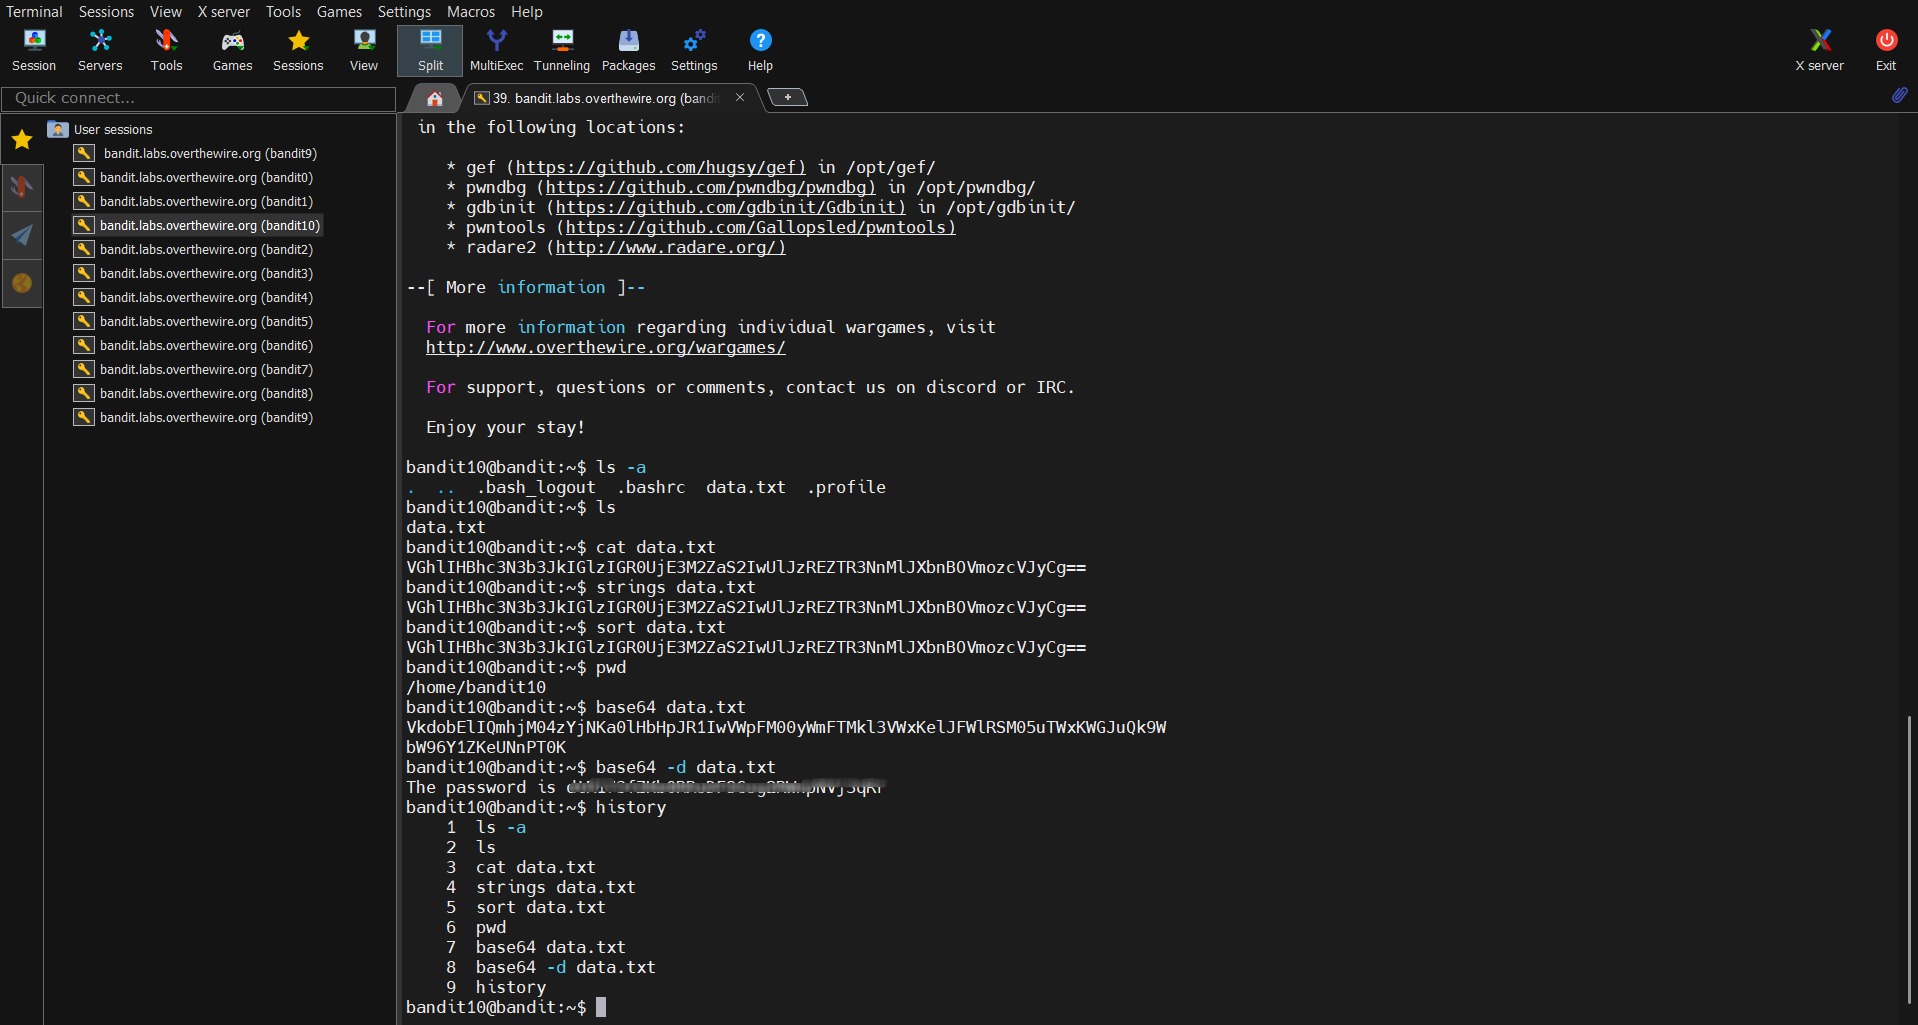 Terminal Sessions View X server Tools Games Settings Macros Help
Session Servers Tools Games Sessions View Split MultiExec Tunneling Packages Settings Help X server Exit
Quick connect...
39. bandit.labs.overthewire.org (bandit
User sessions
bandit.labs.overthewire.org (bandit9)
bandit.labs.overthewire.org (bandit0)
bandit.labs.overthewire.org (bandit1)
bandit.labs.overthewire.org (bandit10)
bandit.labs.overthewire.org (bandit2)
bandit.labs.overthewire.org (bandit3)
bandit.labs.overthewire.org (bandit4)
bandit.labs.overthewire.org (bandit5)
bandit.labs.overthewire.org (bandit6)
bandit.labs.overthewire.org (bandit7)
bandit.labs.overthewire.org (bandit8)
bandit.labs.overthewire.org (bandit9)
in the following locations:
* gef (https://github.com/hugsy/gef) in /opt/gef/
* pwndbg (https://github.com/pwndbg/pwndbg) in /opt/pwndbg/
* gdbinit (https://github.com/gdbinit/Gdbinit) in /opt/gdbinit/
* pwntools (https://github.com/Gallopsled/pwntools)
* radare2 (http://www.radare.org/)
--[ More information ]--
For more information regarding individual wargames, visit
http://www.overthewire.org/wargames/
For support, questions or comments, contact us on discord or IRC.
Enjoy your stay!
bandit10@bandit:~$ ls -a
. .. .bash_logout .bashrc data.txt .profile
bandit10@bandit:~$ ls
data.txt
bandit10@bandit:~$ cat data.txt
VGhlIHBhc3N3b3JkIGlzIGR0UjE3M2ZaS2IwUlJzREZTR3NnMlJXbnBOVmozcVJyCg==
bandit10@bandit:~$ strings data.txt
VGhlIHBhc3N3b3JkIGlzIGR0UjE3M2ZaS2IwUlJzREZTR3NnMlJXbnBOVmozcVJyCg==
bandit10@bandit:~$ sort data.txt
VGhlIHBhc3N3b3JkIGlzIGR0UjE3M2ZaS2IwUlJzREZTR3NnMlJXbnBOVmozcVJyCg==
bandit10@bandit:~$ pwd
/home/bandit10
bandit10@bandit:~$ base64 data.txt
VkdobElIQmhjM04zYjNKa0lHbHpJR1IwVWpFM00yWmFTMkl3VWxKelJFWlRSM05uTWxKWGJuQk9W
bW96Y1ZKeUNnPT0K
bandit10@bandit:~$ base64 -d data.txt
The password is
bandit10@bandit:~$ history
1 ls -a
2 ls
3 cat data.txt
4 strings data.txt
5 sort data.txt
6 pwd
7 base64 data.txt
8 base64 -d data.txt
9 history
bandit10@bandit:~$